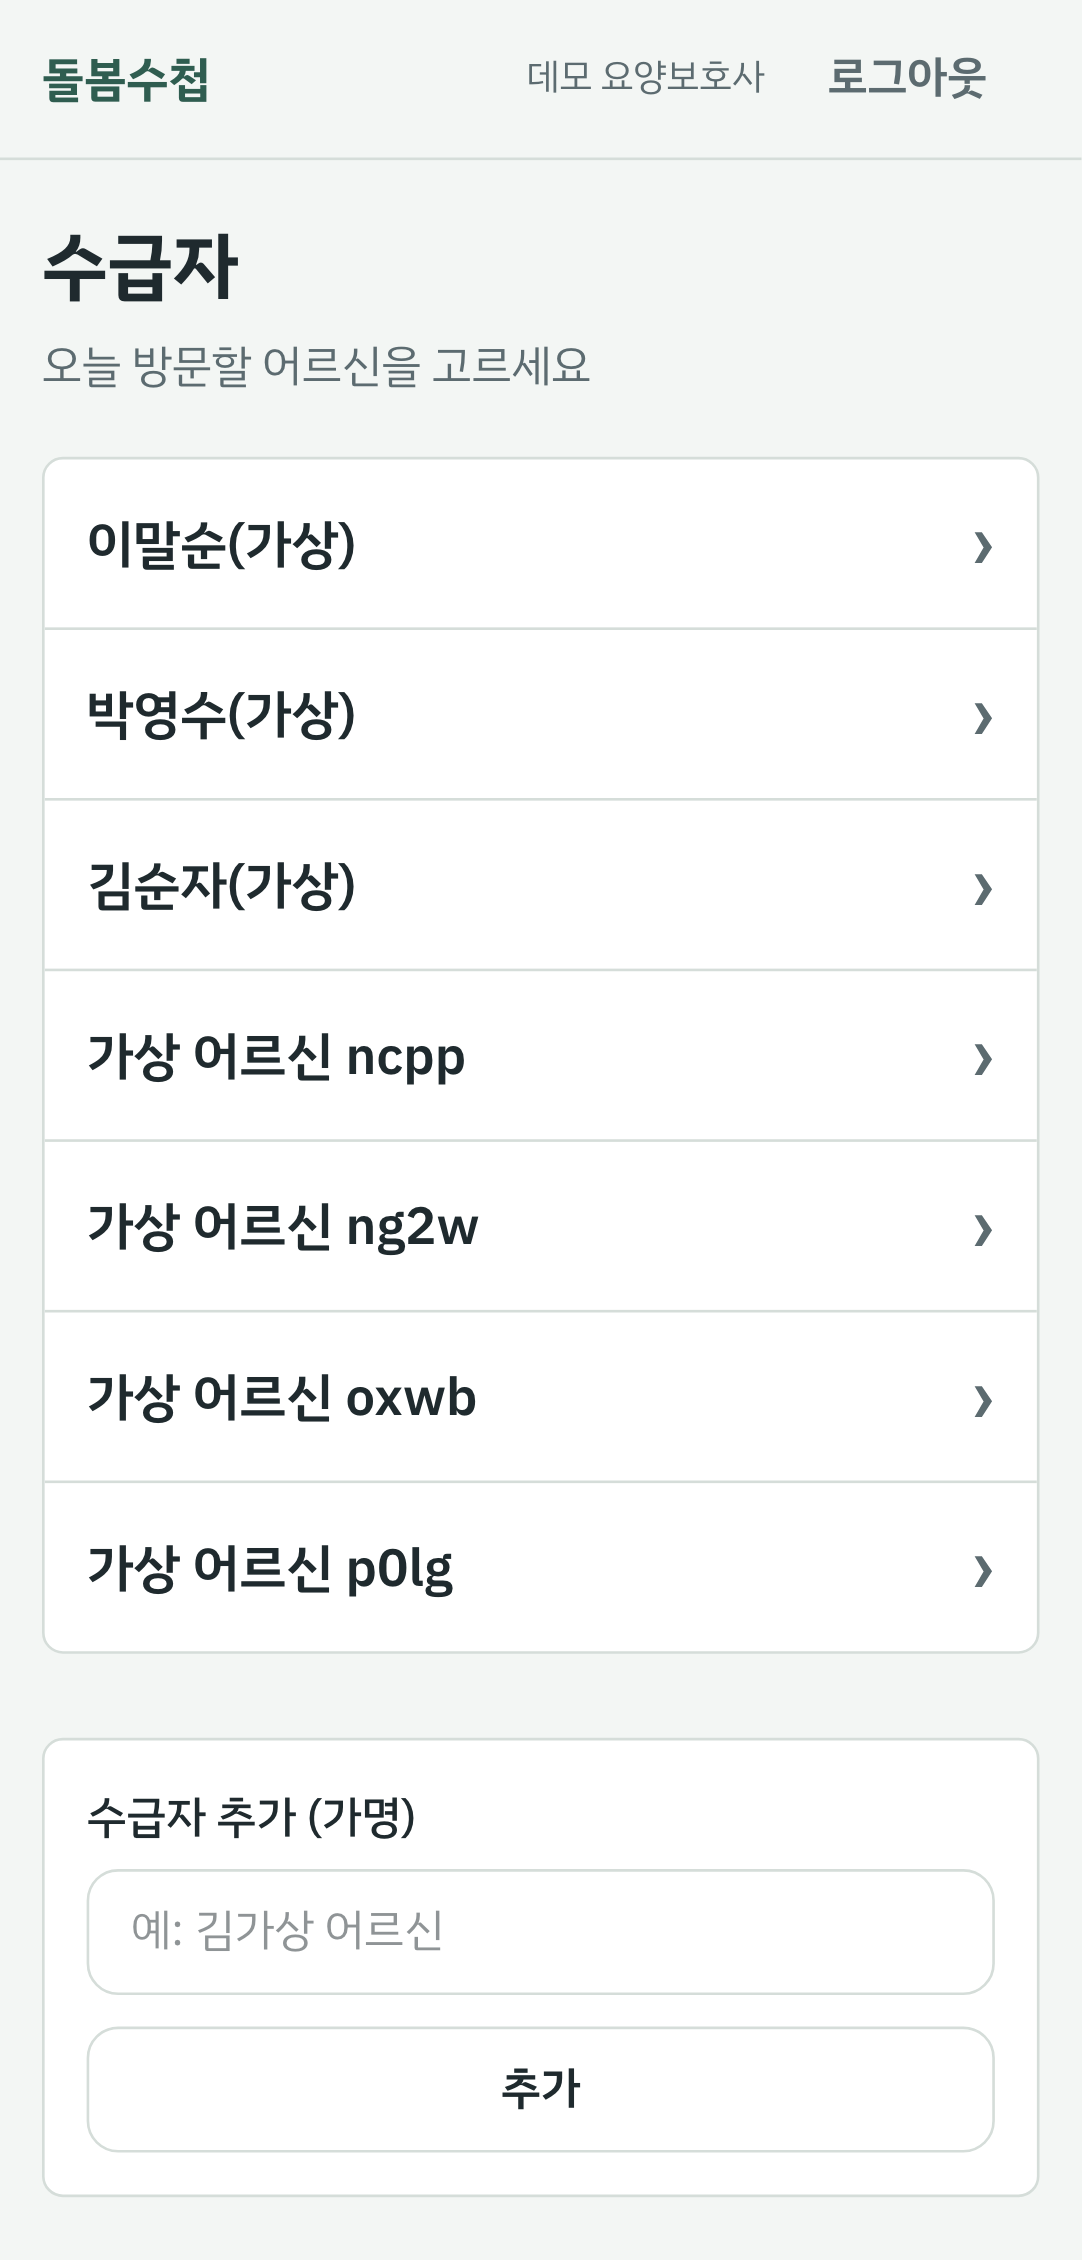 돌봄수첩
데모 요양보호사
로그아웃
수급자
오늘 방문할 어르신을 고르세요
이말순(가상)
박영수(가상)
김순자(가상)
가상 어르신 ncpp
가상 어르신 ng2w
가상 어르신 oxwb
가상 어르신 p0lg
수급자 추가 (가명)
예: 김가상 어르신
추가